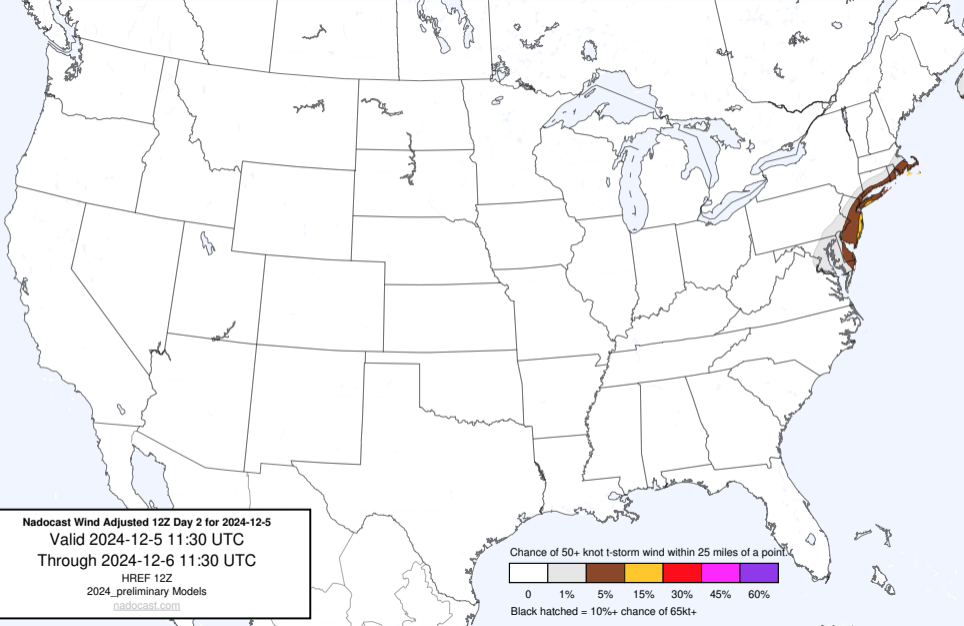 Nadocast Wind Adjusted 12Z Day 2 for 2024-12-5
Valid 2024-12-5 11:30 UTC
Through 2024-12-6 11:30 UTC
HREF 12Z
2024_preliminary Models
nadocast.com
Chance of 50+ knot t-storm wind within 25 miles of a point.
0 1% 5% 15% 30% 45% 60%
Black hatched = 10%+ chance of 65kt+